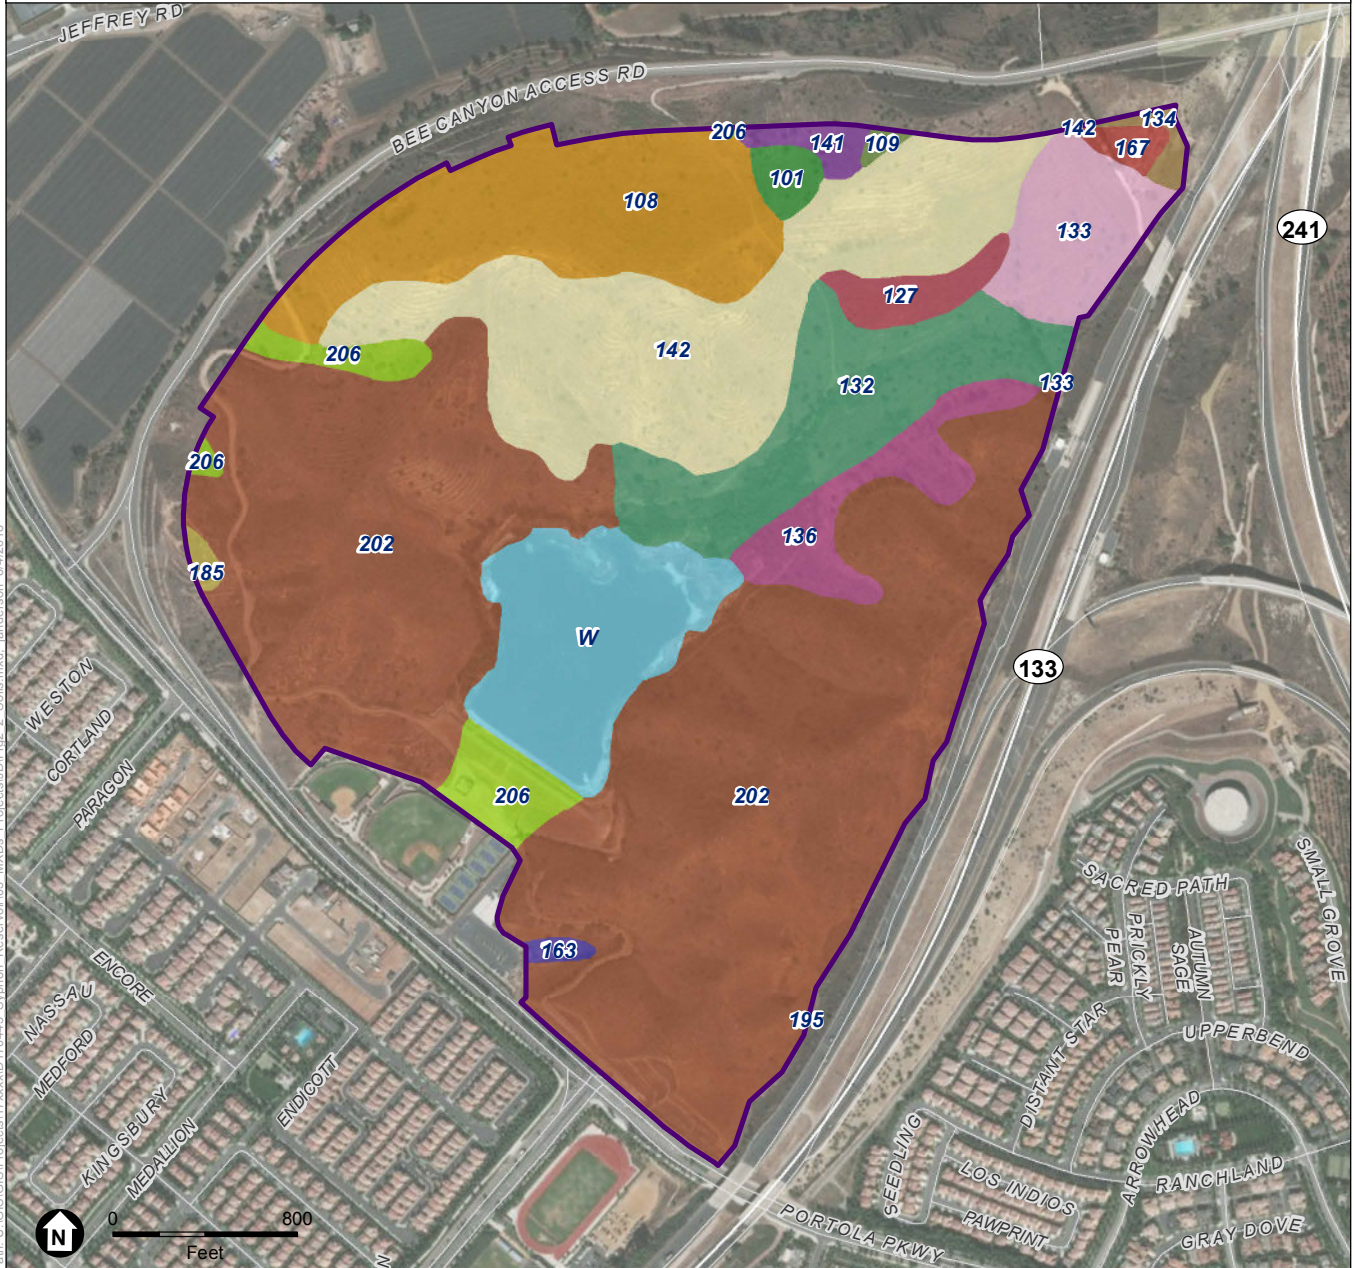 JEFFREY RD
BEE CANYON ACCESS RD
206
141
109
142
134
167
101
108
133
241
127
206
142
132
133
206
202
136
185
W
133
206
202
163
195
WESTON
CORTLAND
PARAGON
ENCORE
NASSAU
MEDFORD
KINGSBURY
MEDALLION
ENDICOTT
SMALL GROVE
SACRED PATH
PRICKLY
PEAR
AUTUMN
SAGE
DISTANT STAR
UPPERBEND
ARROWHEAD
SEEDLING
LOS INDIOS
RANCHLAND
PAWPRINT
GRAY DOVE
PORTOLA PKWY
N
0 800
Feet
N